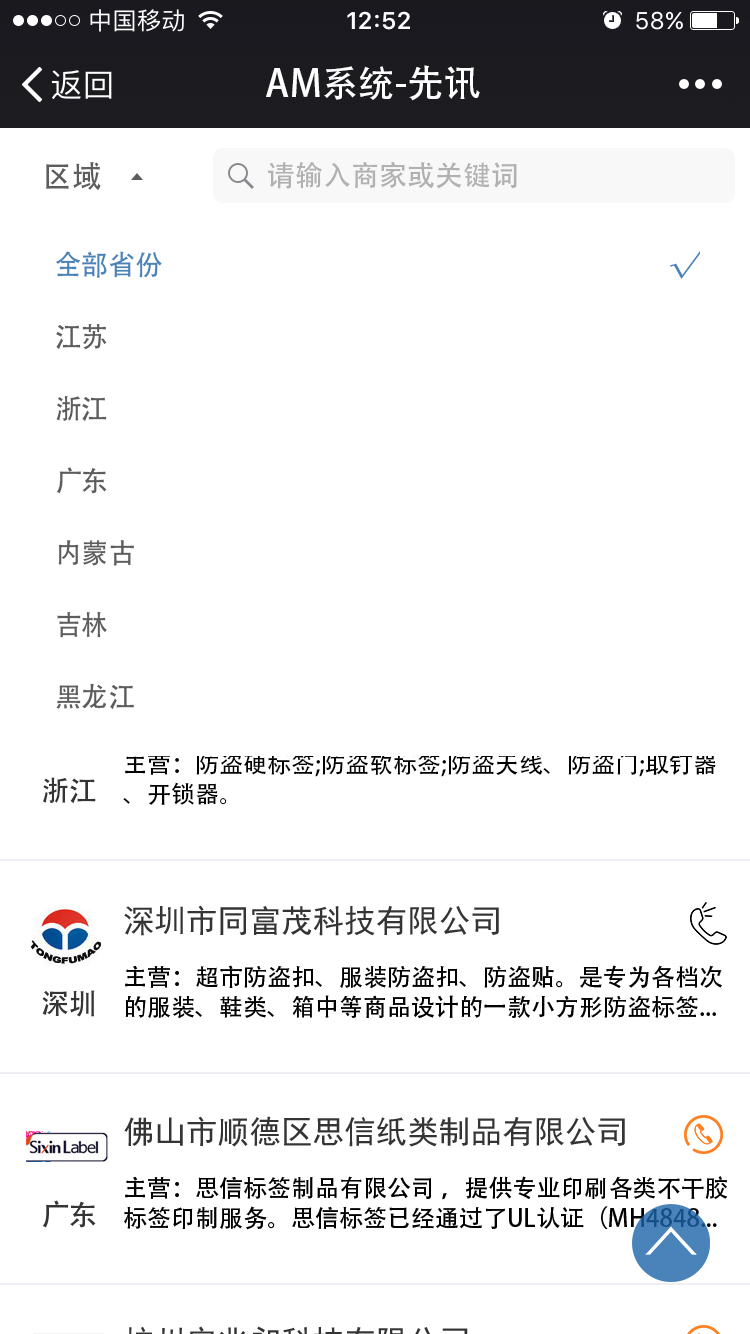 中国移动 12:52 58%
返回 AM系统-先讯
区域 请输入商家或关键词
全部省份
江苏
浙江
广东
内蒙古
吉林
黑龙江
主营：防盗硬标签;防盗软标签;防盗天线、防盗门;取钉器
、开锁器。
浙江
深圳市同富茂科技有限公司
TONGFUMAO
主营：超市防盗扣、服装防盗扣、防盗贴。是专为各档次
的服装、鞋类、箱中等商品设计的一款小方形防盗标签...
深圳
佛山市顺德区思信纸类制品有限公司
Sixin Label
主营：思信标签制品有限公司 ，提供专业印刷各类不干胶
标签印制服务。思信标签已经通过了UL认证（MH4848...
广东